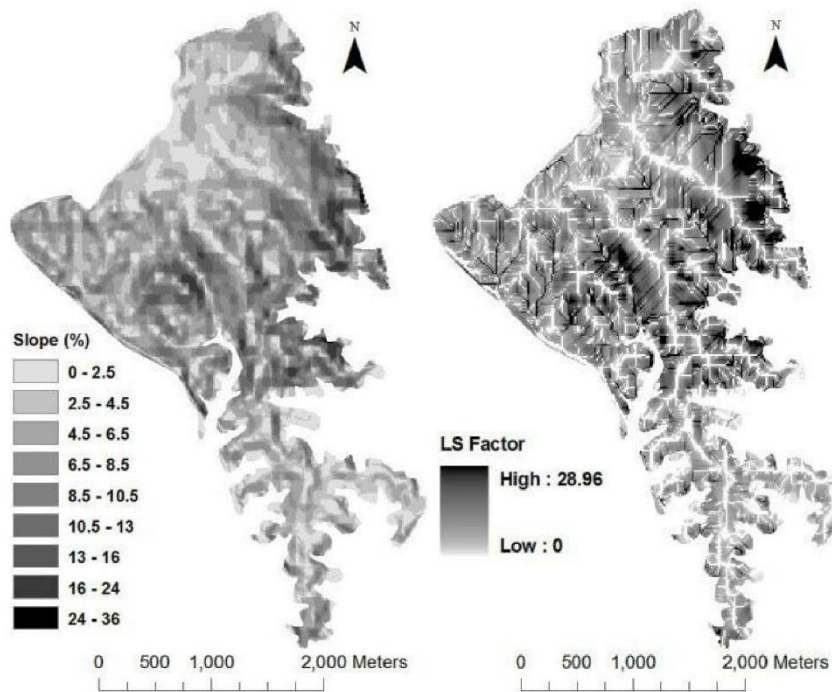 N
Slope (%)
0 - 2.5
2.5 - 4.5
4.5 - 6.5
6.5 - 8.5
8.5 - 10.5
10.5 - 13
13 - 16
16 - 24
24 - 36
0 500 1,000 2,000 Meters
N
LS Factor
High : 28.96
Low : 0
0 500 1,000 2,000 Meters